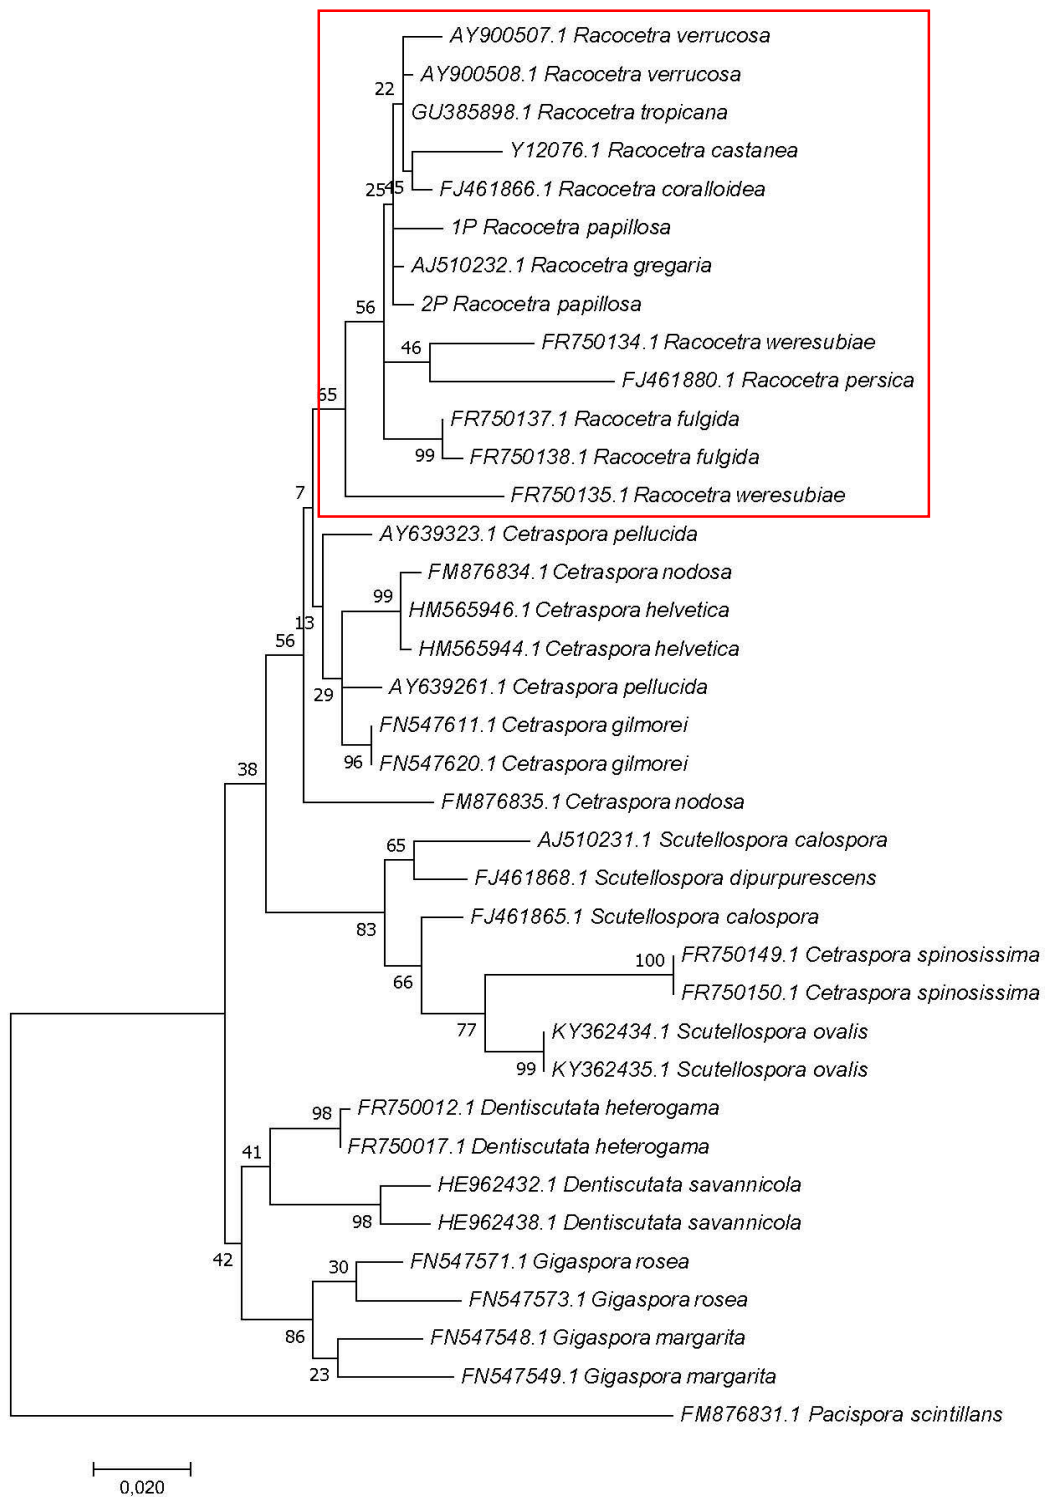 AY900507.1 Racocetra verrucosa
AY900508.1 Racocetra verrucosa
22
GU385898.1 Racocetra tropicana
Y12076.1 Racocetra castanea
25 45 FJ461866.1 Racocetra coralloidea
1P Racocetra papillosa
AJ510232.1 Racocetra gregaria
56 2P Racocetra papillosa
46 FR750134.1 Racocetra weresubiae
FJ461880.1 Racocetra persica
65
FR750137.1 Racocetra fulgida
99 FR750138.1 Racocetra fulgida
7 FR750135.1 Racocetra weresubiae
AY639323.1 Cetraspora pellucida
FM876834.1 Cetraspora nodosa
99
HM565946.1 Cetraspora helvetica
13
56 HM565944.1 Cetraspora helvetica
29 AY639261.1 Cetraspora pellucida
FN547611.1 Cetraspora gilmorei
96 FN547620.1 Cetraspora gilmorei
38
FM876835.1 Cetraspora nodosa
65 AJ510231.1 Scutellospora calospora
FJ461868.1 Scutellospora dipurpurescens
83 FJ461865.1 Scutellospora calospora
100 FR750149.1 Cetraspora spinosissima
66 FR750150.1 Cetraspora spinosissima
77 KY362434.1 Scutellospora ovalis
99 KY362435.1 Scutellospora ovalis
98 FR750012.1 Dentiscutata heterogama
41 FR750017.1 Dentiscutata heterogama
HE962432.1 Dentiscutata savannicola
98 HE962438.1 Dentiscutata savannicola
42 30 FN547571.1 Gigaspora rosea
FN547573.1 Gigaspora rosea
86 FN547548.1 Gigaspora margarita
23 FN547549.1 Gigaspora margarita
FM876831.1 Pacispora scintillans
0,020